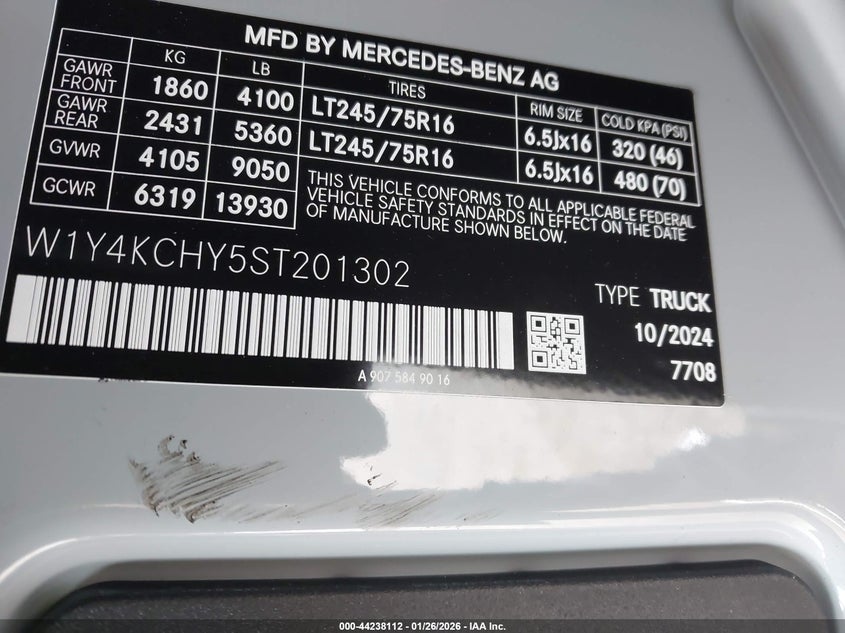 MFD BY MERCEDES-BENZ AG
KG LB TIRES RIM SIZE COLD KPA (PSI)
GAWR FRONT 1860 4100 LT245/75R16 6.5Jx16 320 (46)
GAWR REAR 2431 5360 LT245/75R16 6.5Jx16 480 (70)
GVWR 4105 9050
GCWR 6319 13930
THIS VEHICLE CONFORMS TO ALL APPLICABLE FEDERAL
VEHICLE SAFETY STANDARDS IN EFFECT ON THE DATE
OF MANUFACTURE SHOWN BELOW.
W1Y4KCHY5ST201302
TYPE TRUCK
10/2024
7708
A 907 584 90 16
000-44238112 - 01/26/2026 - IAA Inc.